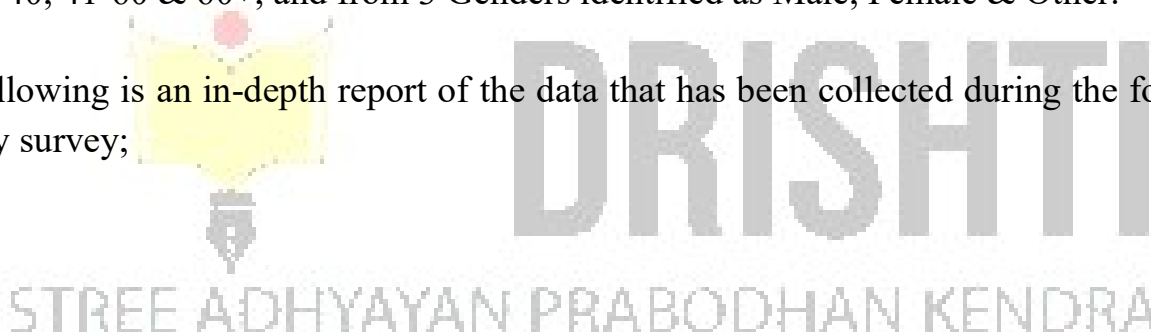 40, 41-60 & 60+, and from 3 Genders identified as Male, Female & Other.
llowing is an in-depth report of the data that has been collected during the fo
y survey;
DRISHTI
STREE ADHYAYAN PRABODHAN KENDRA